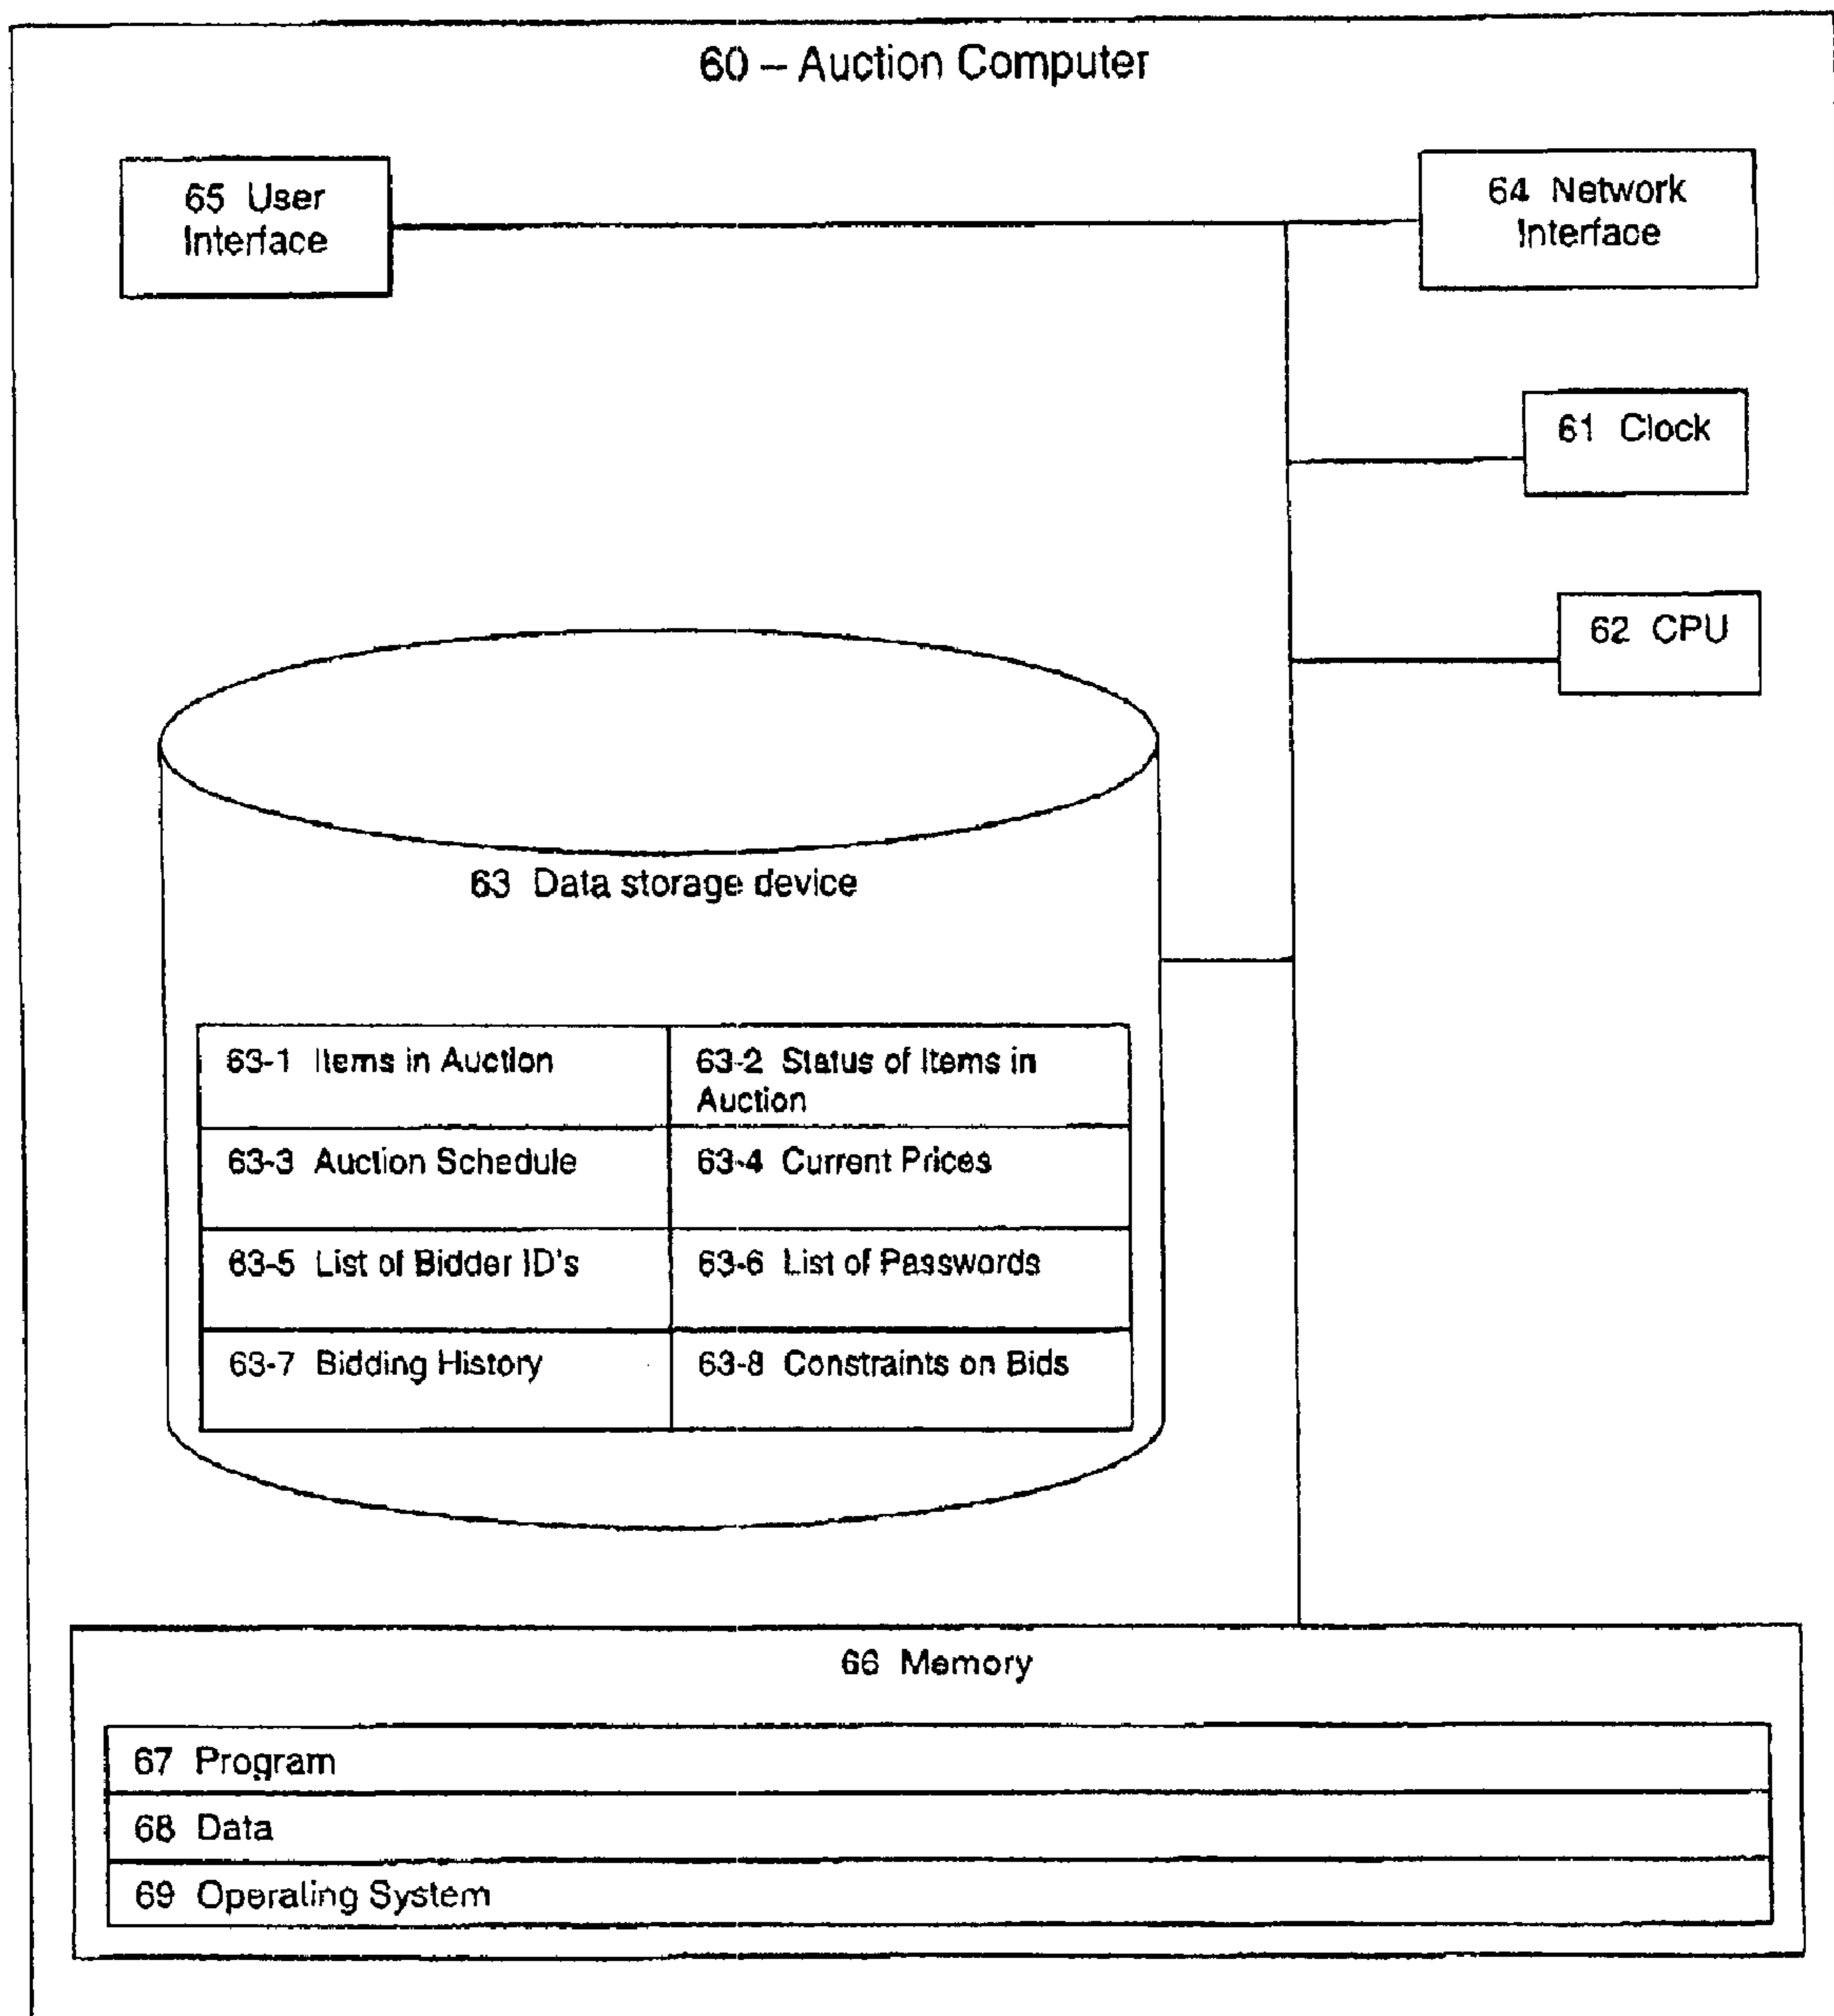 60 – Auction Computer
65 User
Interface
64 Network
Interface
61 Clock
62 CPU
63 Data storage device
63-1 Items in Auction
63-2 Status of Items in
Auction
63-3 Auction Schedule
63-4 Current Prices
63-5 List of Bidder ID's
63-6 List of Passwords
63-7 Bidding History
63-8 Constraints on Bids
66 Memory
67 Program
68 Data
69 Operating System